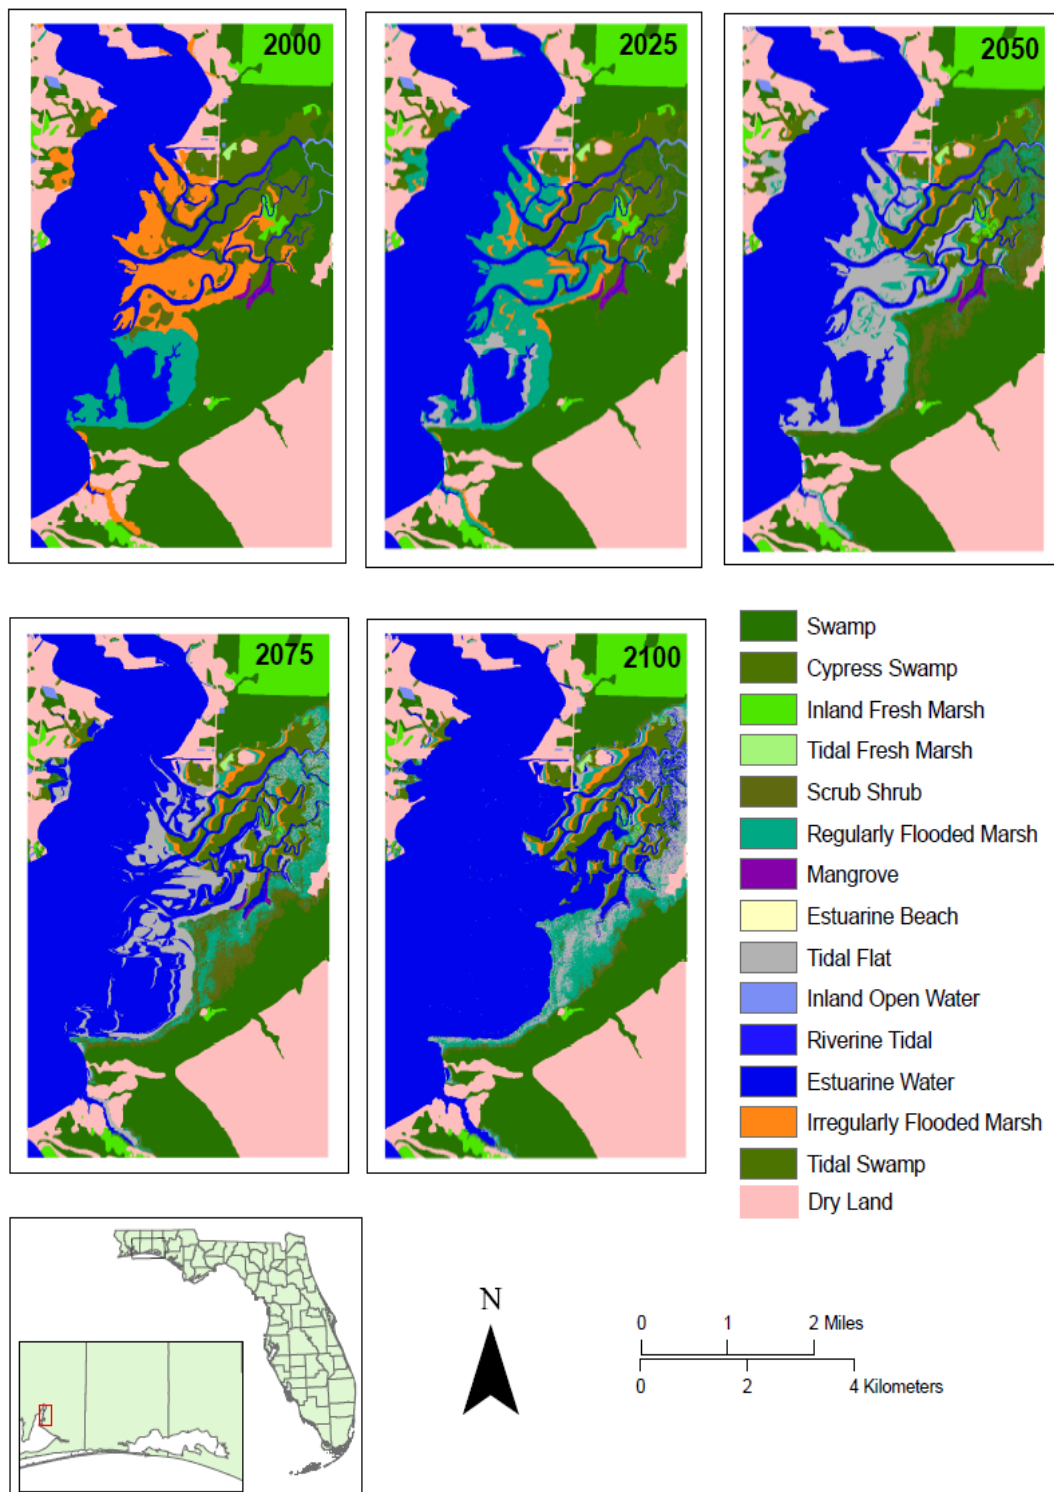 2000
2025
2050
2075
2100
Swamp
Cypress Swamp
Inland Fresh Marsh
Tidal Fresh Marsh
Scrub Shrub
Regularly Flooded Marsh
Mangrove
Estuarine Beach
Tidal Flat
Inland Open Water
Riverine Tidal
Estuarine Water
Irregularly Flooded Marsh
Tidal Swamp
Dry Land
N
0 1 2 Miles
0 2 4 Kilometers